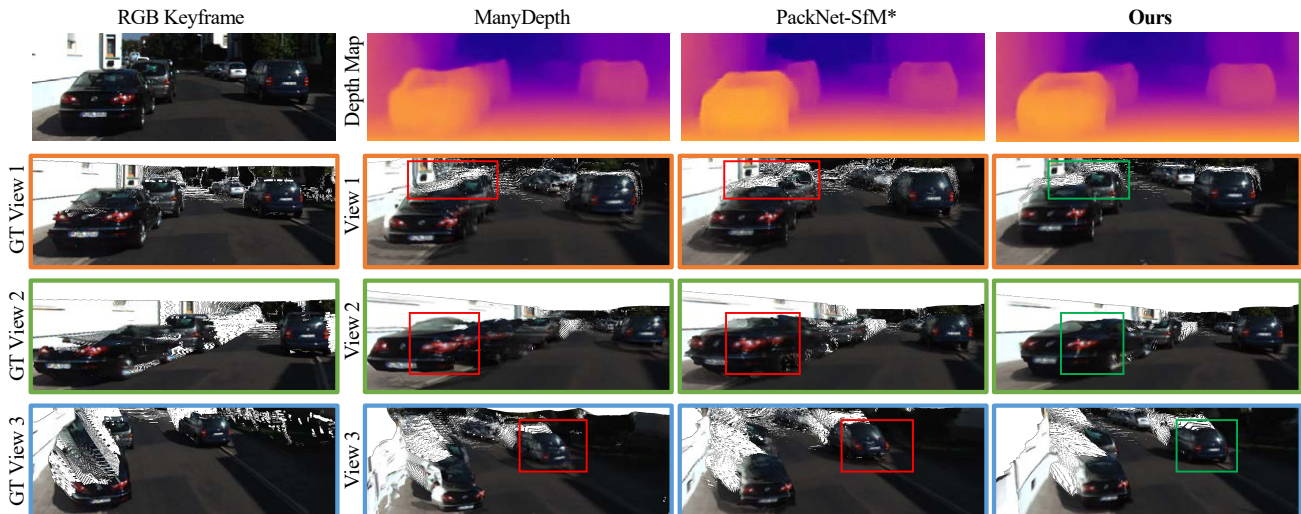 RGB Keyframe
ManyDepth
PackNet-SfM*
Ours
Depth Map
GT View 1
View 1
GT View 2
View 2
GT View 3
View 3